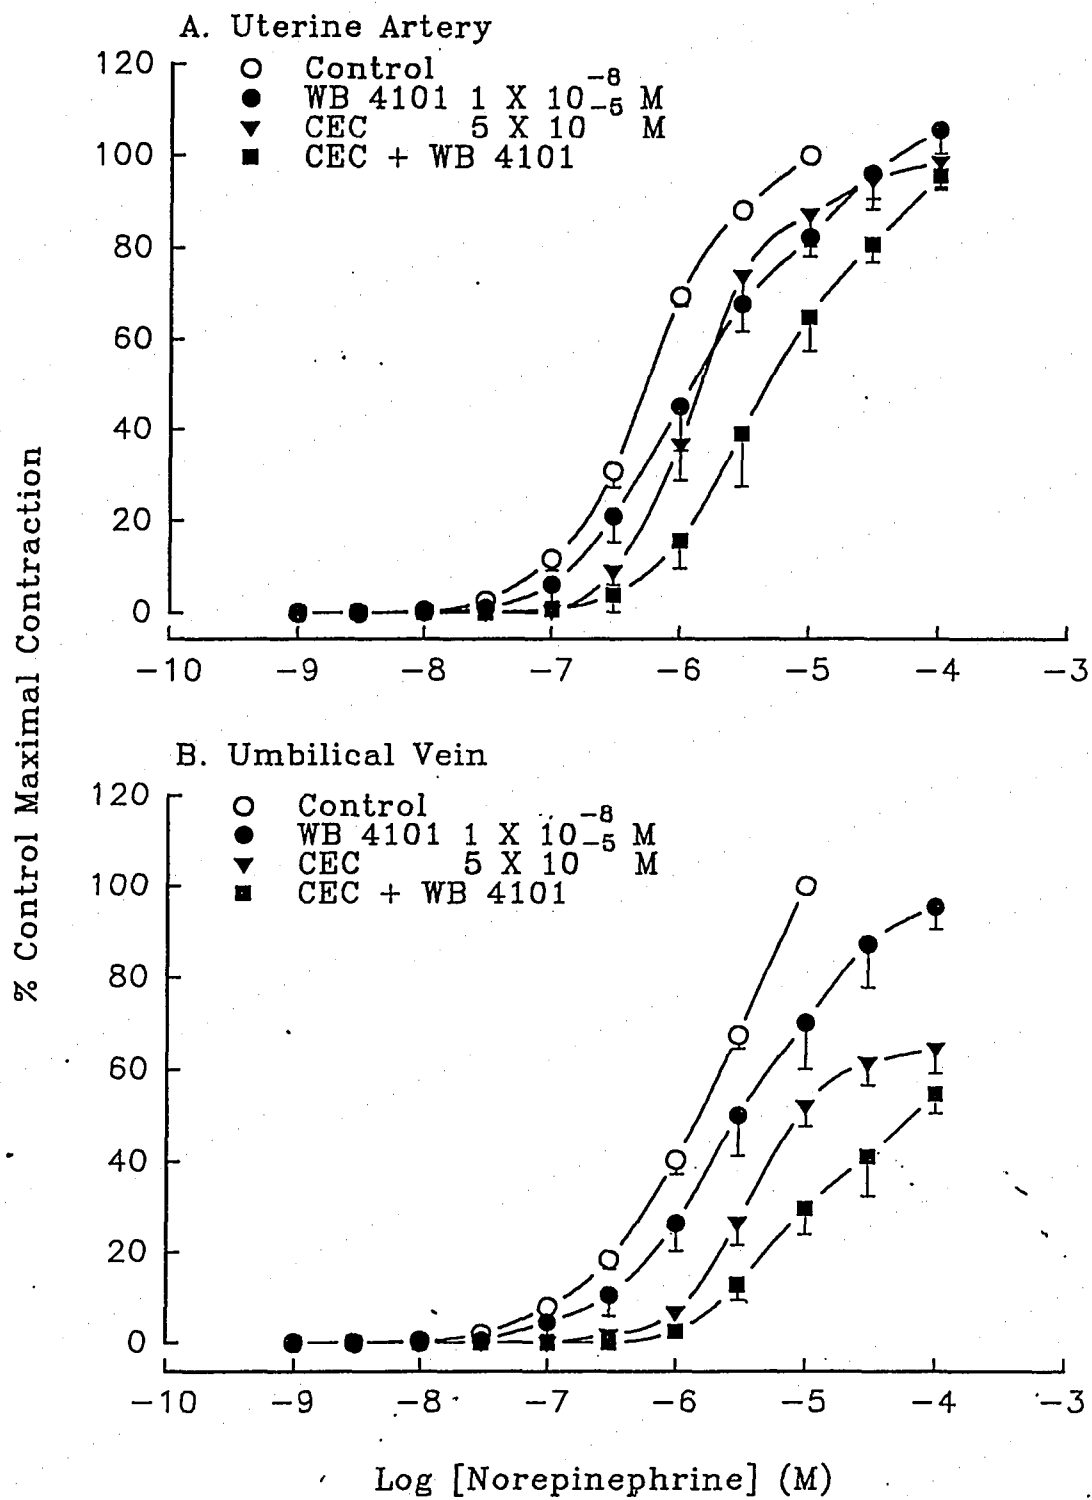 A. Uterine Artery
Control
WB 4101 1 X 10^-8 M
CEC 5 X 10^-5 M
CEC + WB 4101
120
100
80
60
40
20
0
-10 -9 -8 -7 -6 -5 -4 -3
% Control Maximal Contraction
B. Umbilical Vein
Control
WB 4101 1 X 10^-8 M
CEC 5 X 10^-5 M
CEC + WB 4101
120
100
80
60
40
20
0
-10 -9 -8 -7 -6 -5 -4 -3
Log [Norepinephrine] (M)